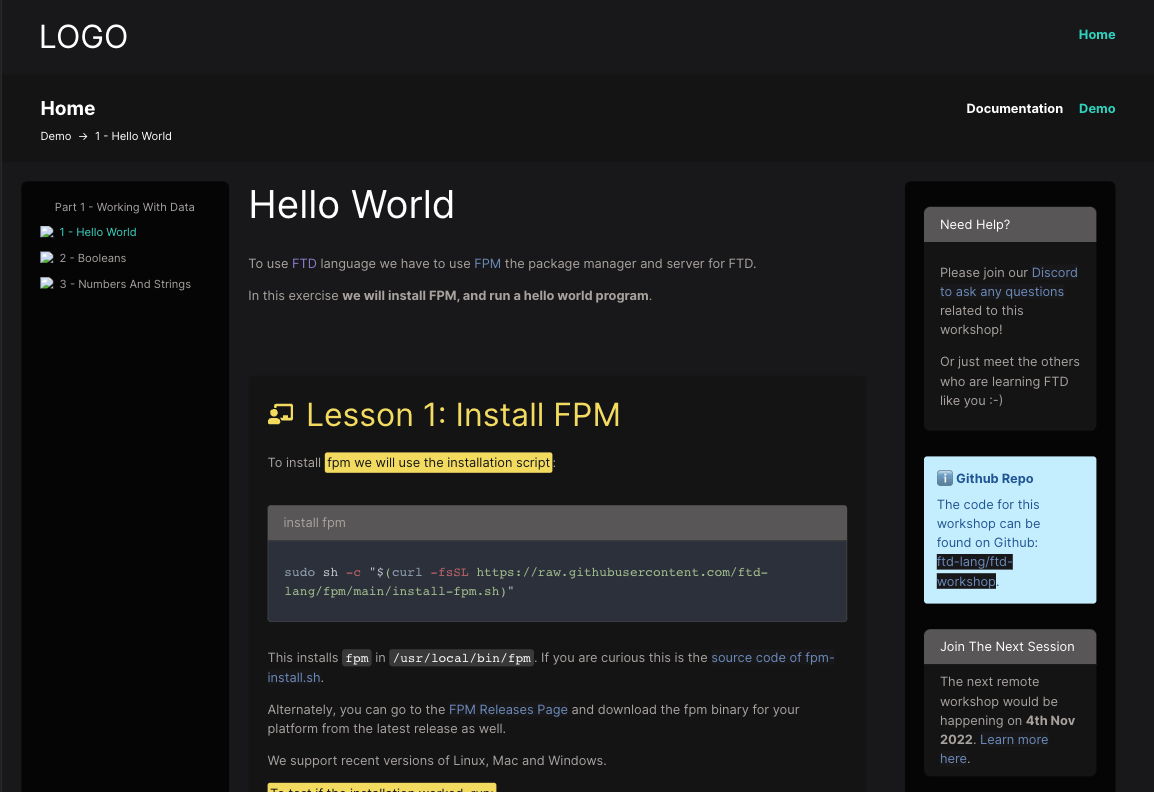 LOGO
Home
Home
Documentation Demo
Demo → 1 - Hello World
Part 1 - Working With Data
1 - Hello World
2 - Booleans
3 - Numbers And Strings
Hello World
To use FTD language we have to use FPM the package manager and server for FTD.
In this exercise we will install FPM, and run a hello world program.
Lesson 1: Install FPM
To install fpm we will use the installation script:
install fpm
sudo sh -c "$(curl -fsSL https://raw.githubusercontent.com/ftd-
lang/fpm/main/install-fpm.sh)"
This installs fpm in /usr/local/bin/fpm. If you are curious this is the source code of fpm-
install.sh.
Alternately, you can go to the FPM Releases Page and download the fpm binary for your
platform from the latest release as well.
We support recent versions of Linux, Mac and Windows.
To test if the installation worked, run:
Need Help?
Please join our Discord
to ask any questions
related to this
workshop!
Or just meet the others
who are learning FTD
like you :-)
ℹ️ Github Repo
The code for this
workshop can be
found on Github:
ftd-lang/ftd-
workshop.
Join The Next Session
The next remote
workshop would be
happening on 4th Nov
2022. Learn more
here.